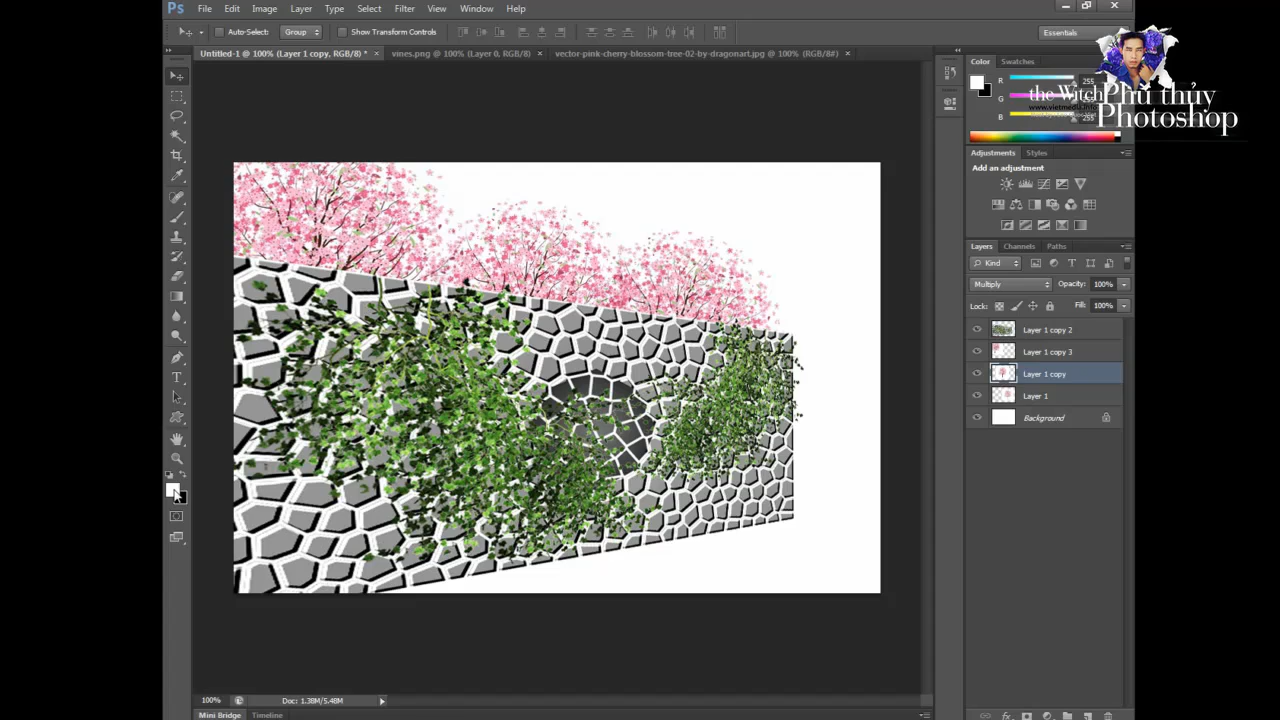 Ps File Edit Image Layer Type Select Filter View Window Help
Auto-Select: Group Show Transform Controls Essentials
Untitled-1 @ 100% (Layer 1 copy, RGB/8) * × vines.png @ 100% (Layer 0, RGB/8) × vector-pink-cherry-blossom-tree-02-by-dragonart.jpg @ 100% (RGB/8#) ×
Color Swatches
R 255
G
B 255
the Witch Phù thủy
Photoshop
Adjustments Styles
Add an adjustment
Layers Channels Paths
Kind
Multiply Opacity: 100%
Lock: Fill: 100%
Layer 1 copy 2
Layer 1 copy 3
Layer 1 copy
Layer 1
Background
100% Doc: 1.38M/5.48M
Mini Bridge Timeline